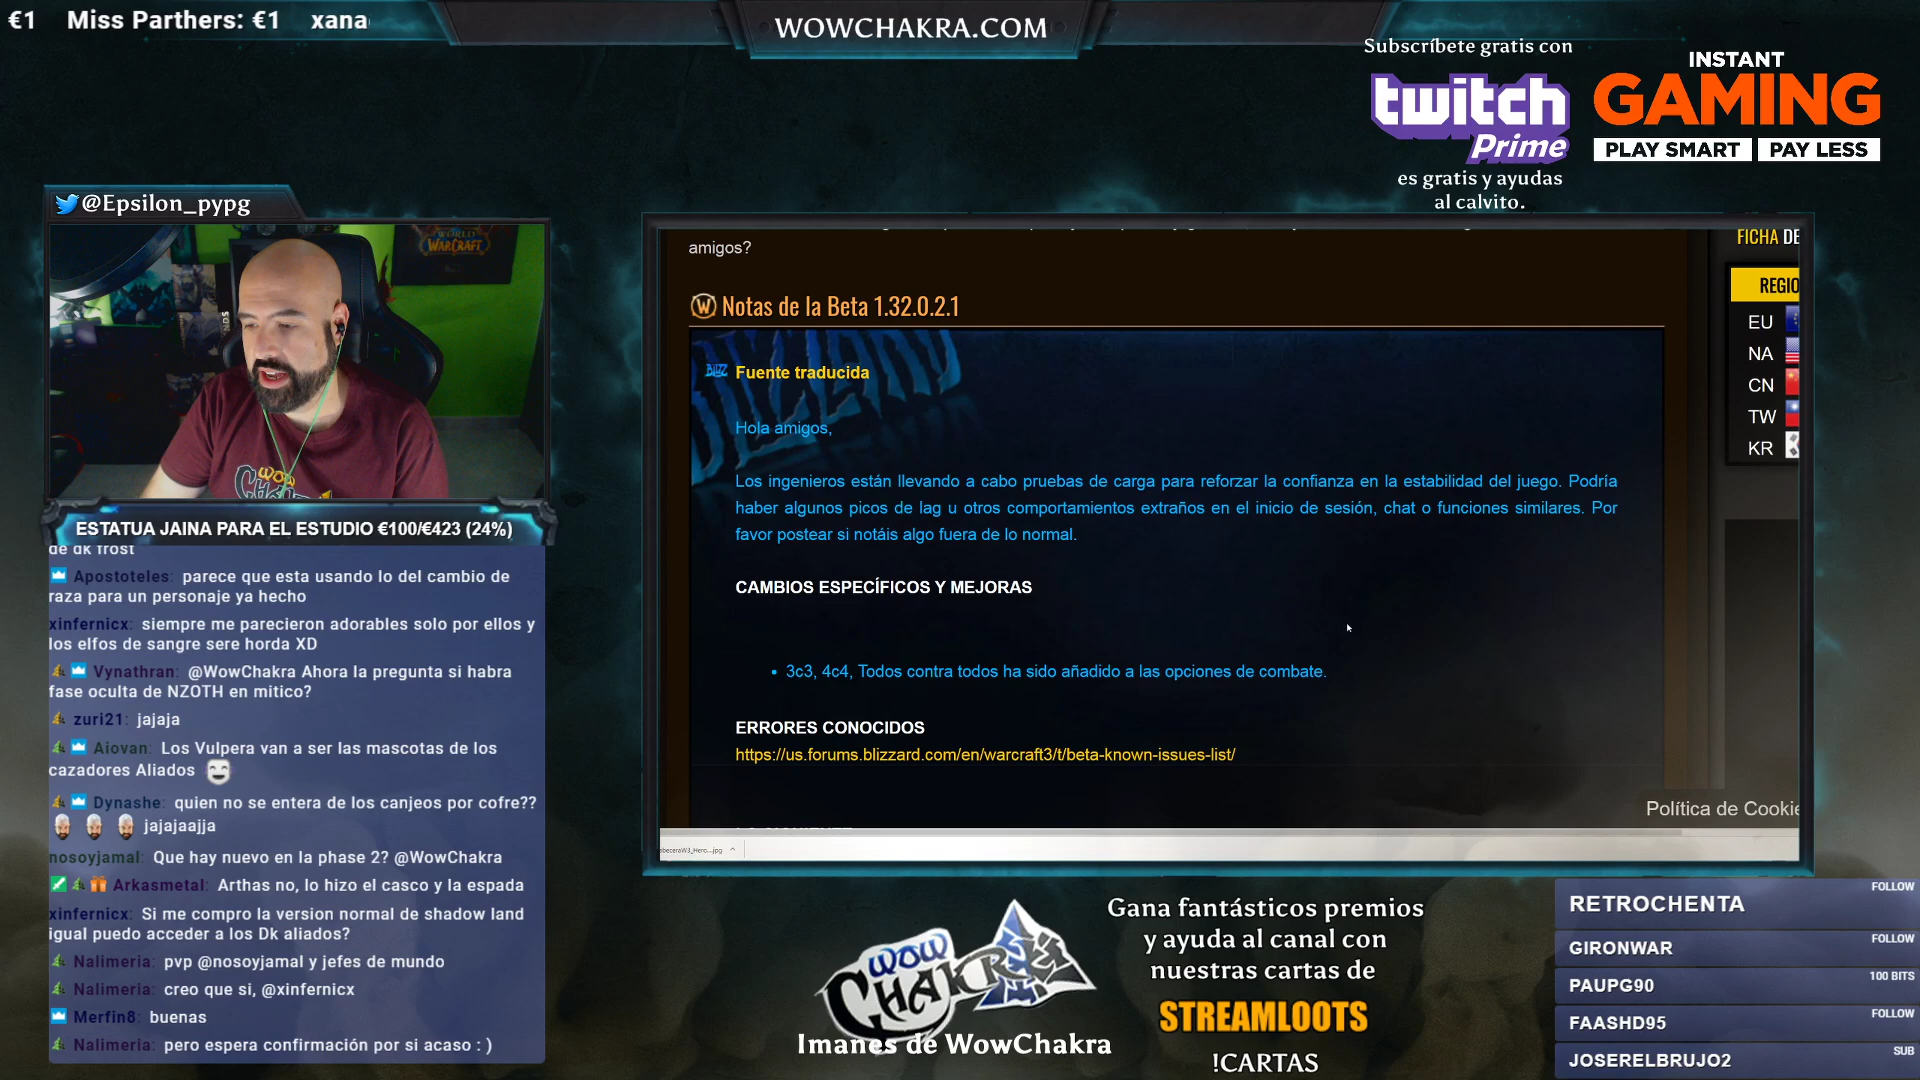 €1 Miss Parthers: €1 xana
WOWCHAKRA.COM
Subscríbete gratis con
twitch
Prime
es gratis y ayudas
al calvito.
INSTANT
GAMING
PLAY SMART PAY LESS
@Epsilon_pypg
WORLD
WARCRAFT
WOW
ESTATUA JAINA PARA EL ESTUDIO €100/€423 (24%)
de dk frost
Apostoteles: parece que esta usando lo del cambio de
raza para un personaje ya hecho
xinfernicx: siempre me parecieron adorables solo por ellos y
los elfos de sangre sere horda XD
Vynathran: @WowChakra Ahora la pregunta si habra
fase oculta de NZOTH en mitico?
zuri21: jajaja
Aiovan: Los Vulpera van a ser las mascotas de los
cazadores Aliados
Dynashe: quien no se entera de los canjeos por cofre??
jajajaajja
nosoyjamal: Que hay nuevo en la phase 2? @WowChakra
Arkasmetal: Arthas no, lo hizo el casco y la espada
xinfernicx: Si me compro la version normal de shadow land
igual puedo acceder a los Dk aliados?
Nalimeria: pvp @nosoyjamal y jefes de mundo
Nalimeria: creo que si, @xinfernicx
Merfin8: buenas
Nalimeria: pero espera confirmación por si acaso : )
amigos?
Notas de la Beta 1.32.0.2.1
BLIZZ Fuente traducida
Hola amigos,
Los ingenieros están llevando a cabo pruebas de carga para reforzar la confianza en la estabilidad del juego. Podría
haber algunos picos de lag u otros comportamientos extraños en el inicio de sesión, chat o funciones similares. Por
favor postear si notáis algo fuera de lo normal.
CAMBIOS ESPECÍFICOS Y MEJORAS
• 3c3, 4c4, Todos contra todos ha sido añadido a las opciones de combate.
ERRORES CONOCIDOS
https://us.forums.blizzard.com/en/warcraft3/t/beta-known-issues-list/
FICHA DE
REGIO
EU
NA
CN
TW
KR
Política de Cookie
abeceraW3_Hero....jpg
WOW
CHAKRA
Imanes de WowChakra
Gana fantásticos premios
y ayuda al canal con
nuestras cartas de
STREAMLOOTS
!CARTAS
RETROCHENTA FOLLOW
GIRONWAR FOLLOW
PAUPG90 100 BITS
FAASHD95 FOLLOW
JOSERELBRUJO2 SUB